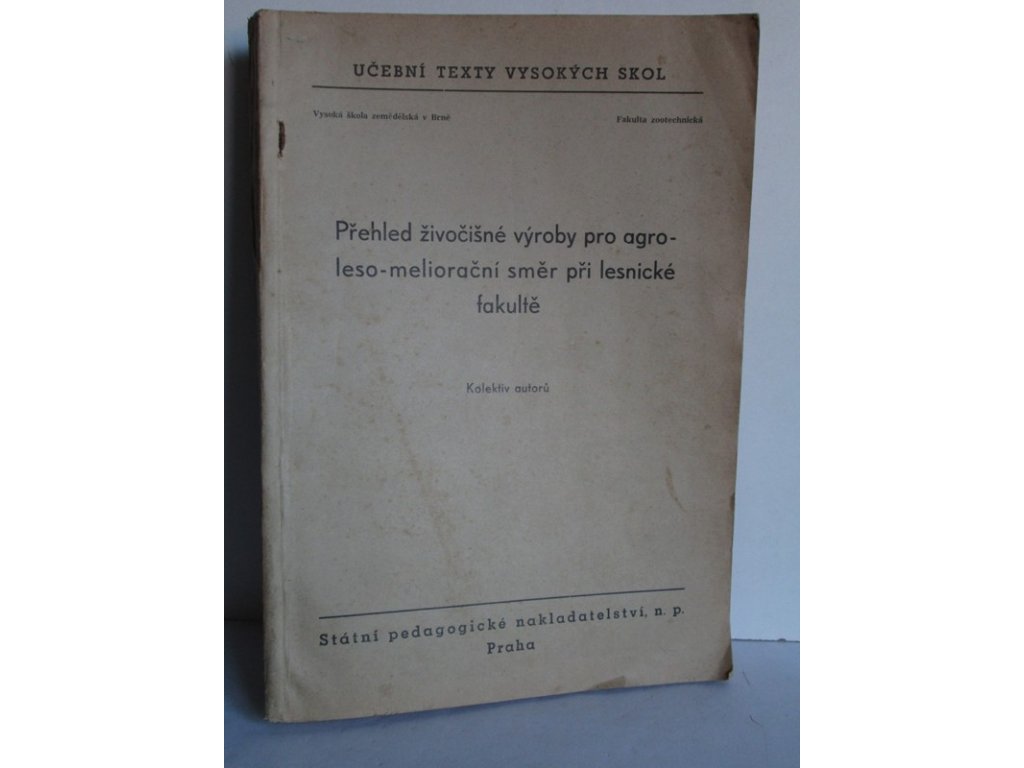 UČEBNÍ TEXTY VYSOKÝCH SKOL
Vysoká škola zemědělská v Brně Fakulta zootechnická
Přehled živočišné výroby pro agro-
leso-meliorační směr při lesnické
fakultě
Kolektiv autorů
Státní pedagogické nakladatelství, n. p.
Praha